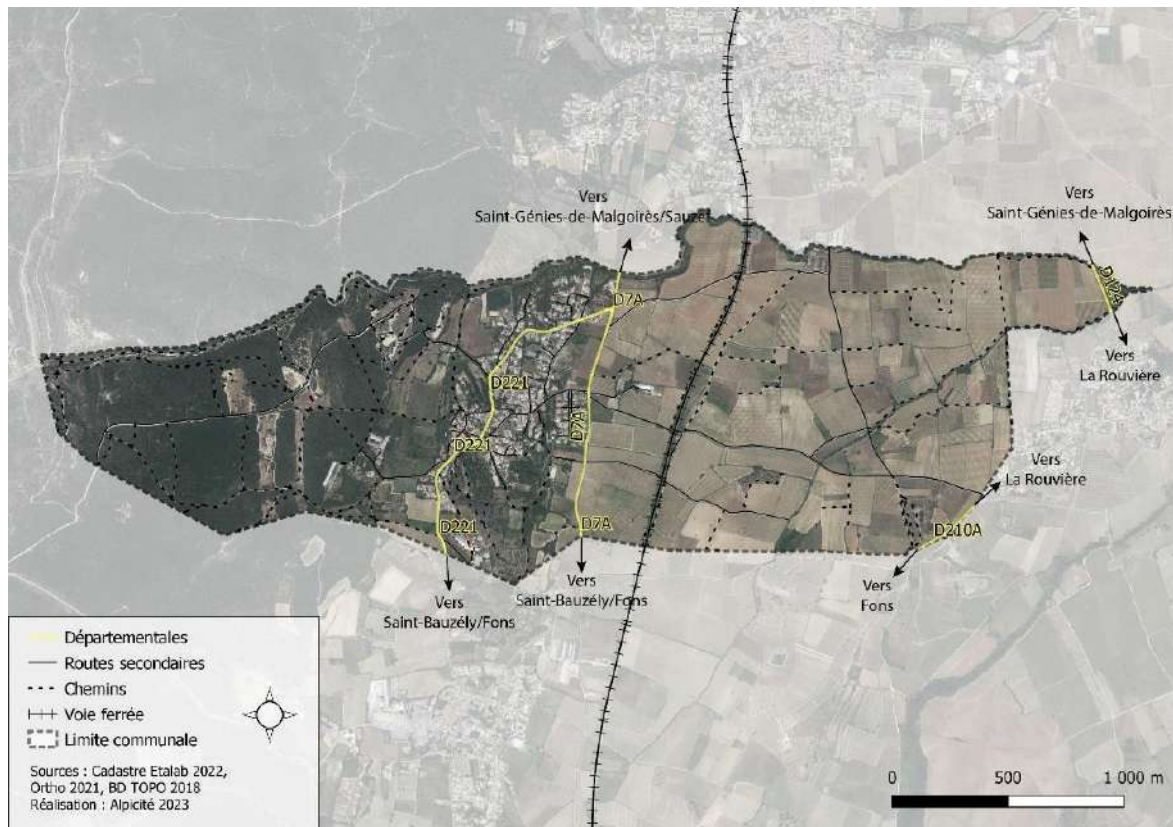 Vers
Saint-Génies-de-Malgoirès/Sauzet
Vers
Saint-Génies-de-Malgoirès
D7A
Vers
La Rouvière
D221
D7A
D221
Vers
La Rouvière
D221
D7A
D210A
Vers
Saint-Bauzély/Fons
Vers
Saint-Bauzély/Fons
Vers
Fons
Départementales
Routes secondaires
Chemins
Voie ferrée
Limite communale
Sources : Cadastre Etalab 2022,
Ortho 2021, BD TOPO 2018
Réalisation : Alpicité 2023
0 500 1 000 m